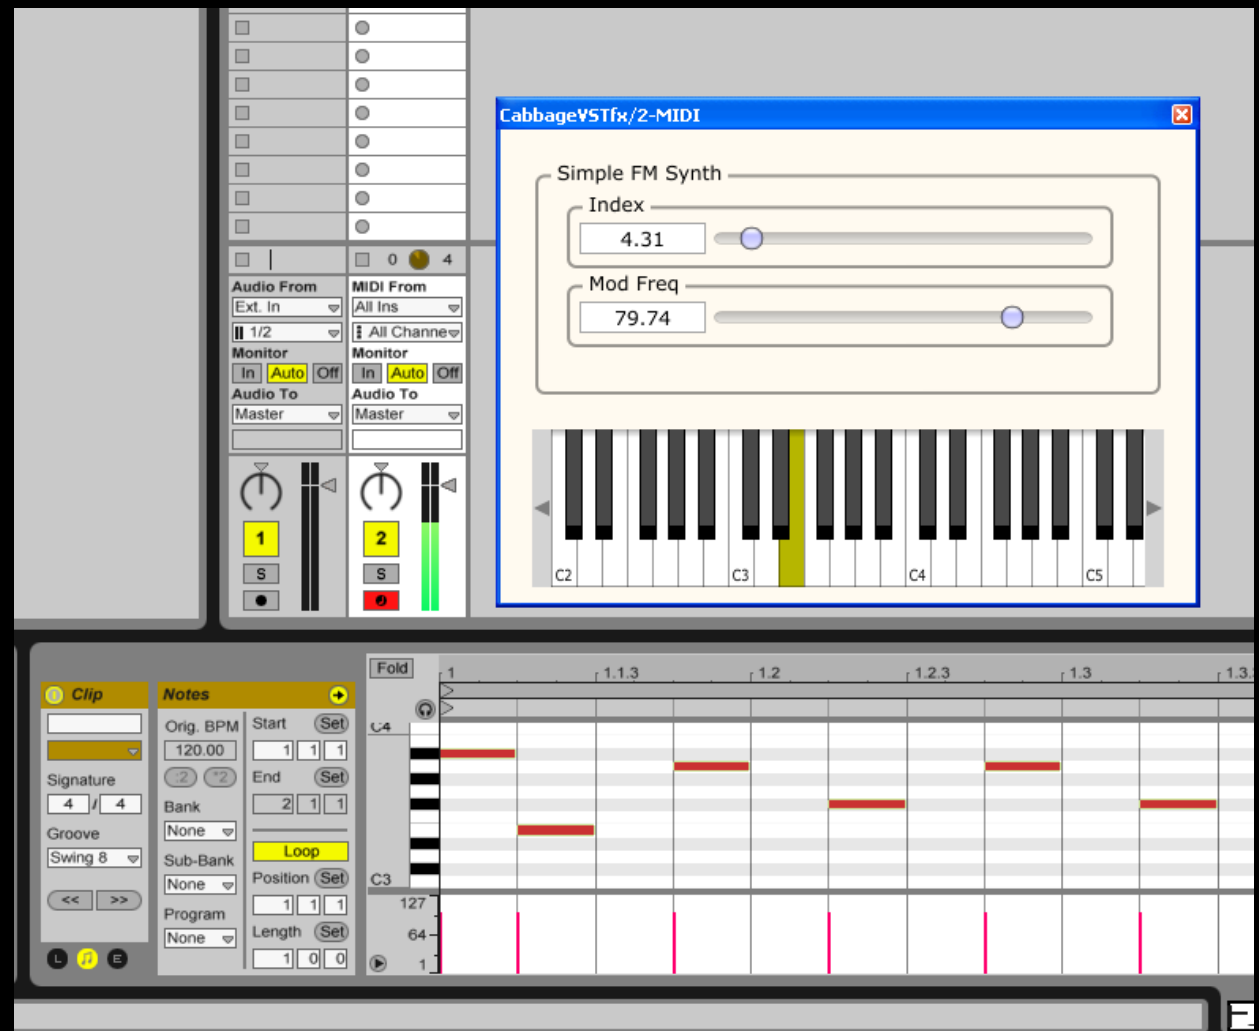 CabbageVSTfx/2-MIDI
Simple FM Synth
Index
4.31
Mod Freq
79.74
C2 C3 C4 C5
0 4
Audio From MIDI From
Ext. In All Ins
1/2 All Channe
Monitor Monitor
In Auto Off In Auto Off
Audio To Audio To
Master Master
1 2
S S
Clip
Signature
4 / 4
Groove
Swing 8
<< >>
L E
Notes
Orig. BPM
120.00
:2 *2
Bank
None
Sub-Bank
None
Program
None
Start Set
1 1 1
End Set
2 1 1
Loop
Position Set
1 1 1
Length Set
1 0 0
Fold
1 1.1.3 1.2 1.2.3 1.3 1.3.
C4
C3
127
64
1